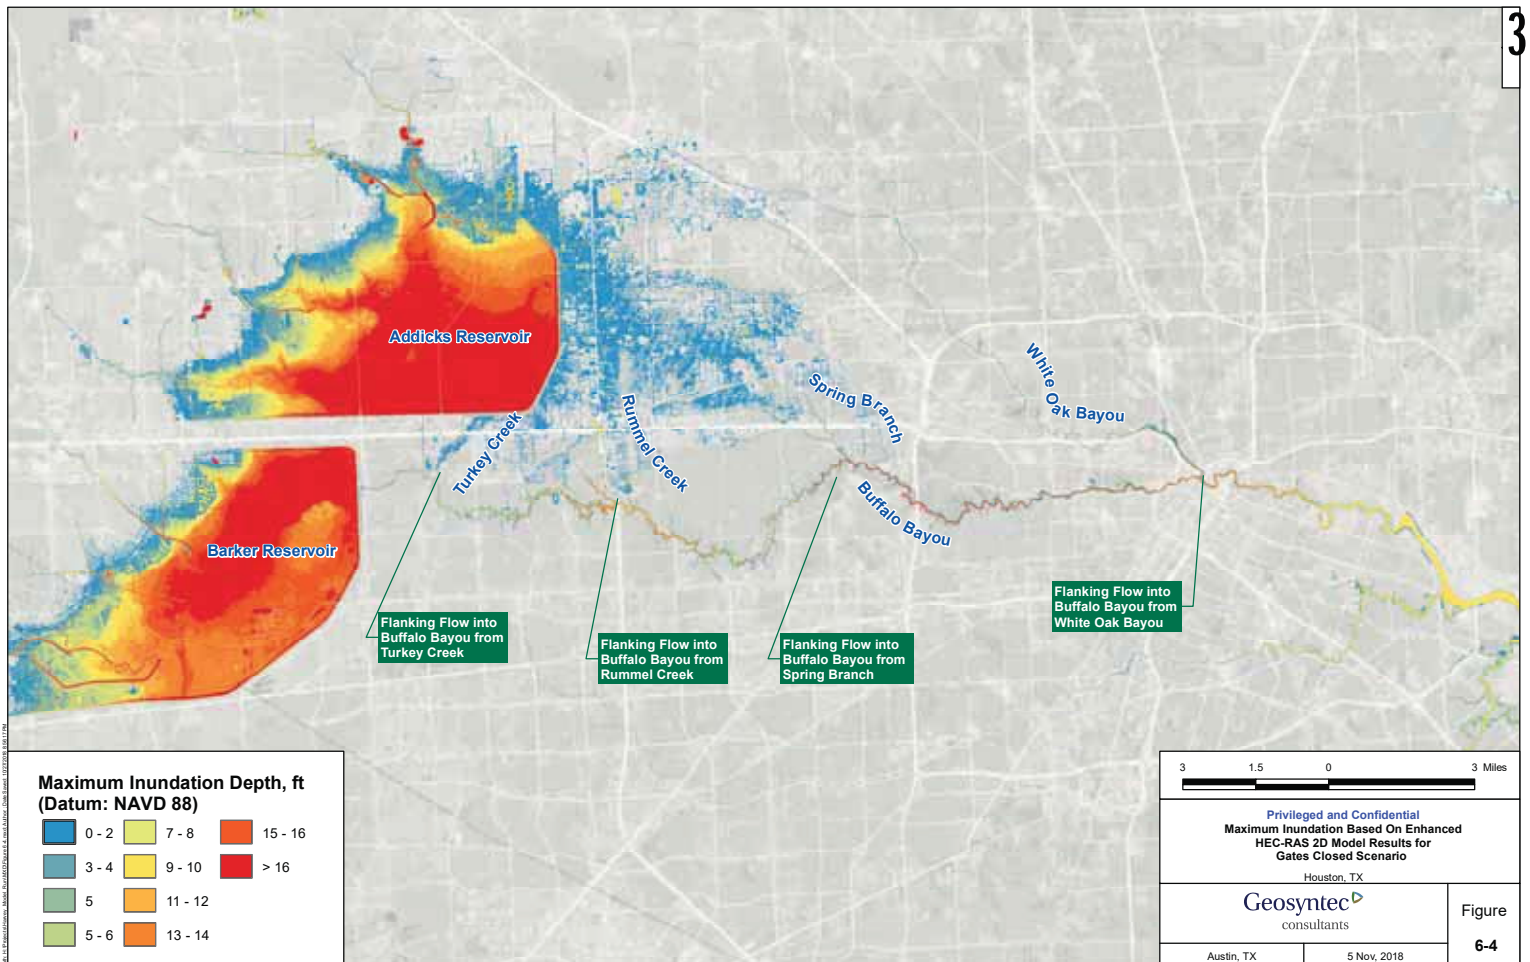 3
Addicks Reservoir
White Oak Bayou
Spring Branch
Rummel Creek
Turkey Creek
Buffalo Bayou
Barker Reservoir
Flanking Flow into
Buffalo Bayou from
Turkey Creek
Flanking Flow into
Buffalo Bayou from
Rummel Creek
Flanking Flow into
Buffalo Bayou from
Spring Branch
Flanking Flow into
Buffalo Bayou from
White Oak Bayou
Maximum Inundation Depth, ft
(Datum: NAVD 88)
0 - 2
3 - 4
5
5 - 6
7 - 8
9 - 10
11 - 12
13 - 14
15 - 16
> 16
3 1.5 0 3 Miles
Privileged and Confidential
Maximum Inundation Based On Enhanced
HEC-RAS 2D Model Results for
Gates Closed Scenario
Houston, TX
Geosyntec
consultants
Austin, TX
5 Nov, 2018
Figure
6-4